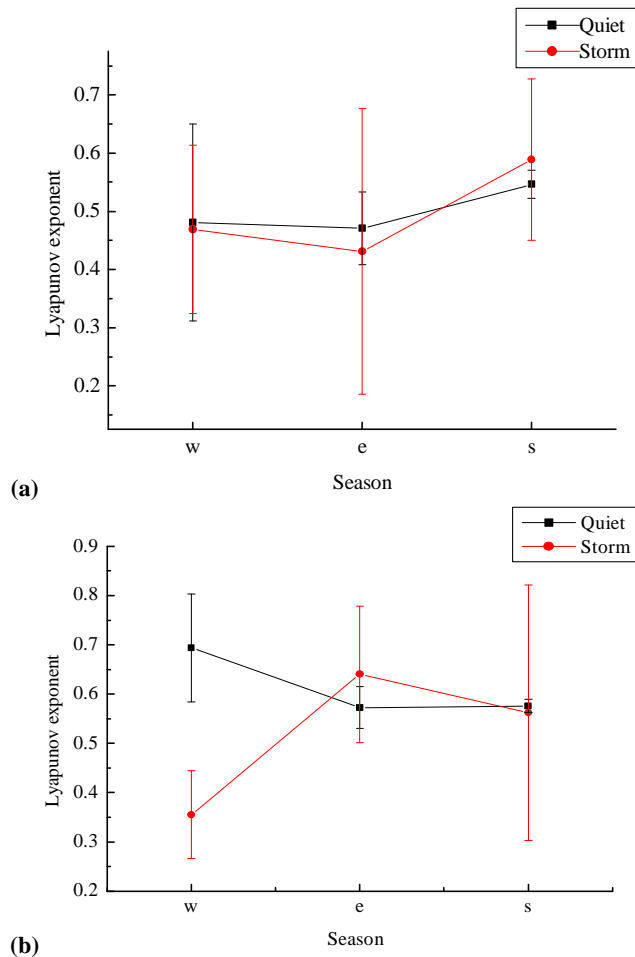 Quiet
Storm
0.7
0.6
0.5
0.4
0.3
0.2
Lyapunov exponent
w
e
s
Season
(a)
Quiet
Storm
0.9
0.8
0.7
0.6
0.5
0.4
0.3
0.2
Lyapunov exponent
w
e
s
Season
(b)